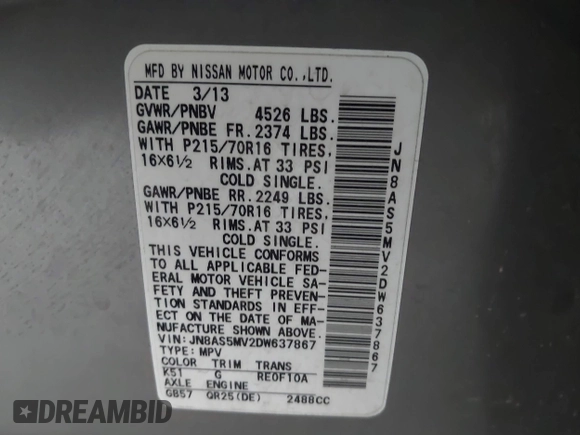 MFD BY NISSAN MOTOR CO.,LTD.
DATE 3/13
GVWR/PNBV 4526 LBS.
GAWR/PNBE FR. 2374 LBS.
WITH P215/70R16 TIRES,
16X6½ RIMS.AT 33 PSI
COLD SINGLE.
GAWR/PNBE RR. 2249 LBS.
WITH P215/70R16 TIRES,
16X6½ RIMS.AT 33 PSI
COLD SINGLE.
THIS VEHICLE CONFORMS
TO ALL APPLICABLE FED-
ERAL MOTOR VEHICLE SA-
FETY AND THEFT PREVEN-
TION STANDARDS IN EFF-
ECT ON THE DATE OF MA-
NUFACTURE SHOWN ABOVE.
VIN:JN8AS5MV2DW637867
TYPE:MPV
COLOR TRIM TRANS
K51 G RE0F10A
AXLE ENGINE
GB57 QR25(DE) 2488CC
JN8AS5MV2DW637867
DREAMBID
.COM